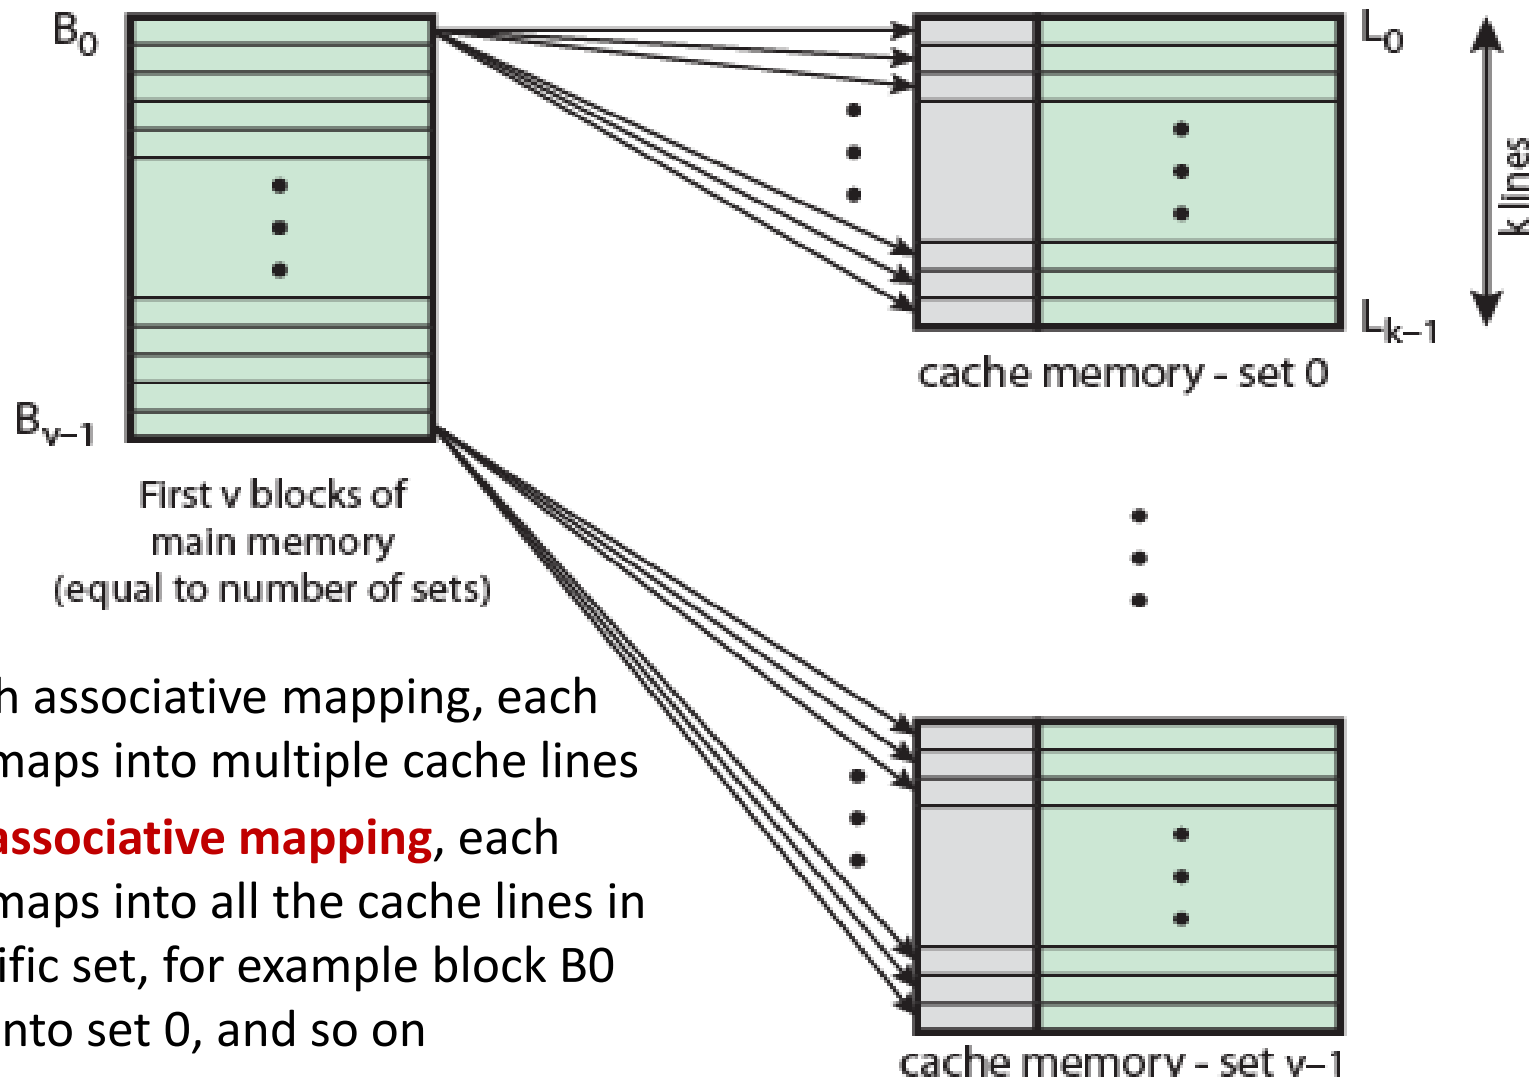 B0
L0
k lines
Lk–1
cache memory - set 0
Bv–1
First v blocks of
main memory
(equal to number of sets)
h associative mapping, each
maps into multiple cache lines
associative mapping, each
maps into all the cache lines in
ific set, for example block B0
nto set 0, and so on
cache memory - set v–1